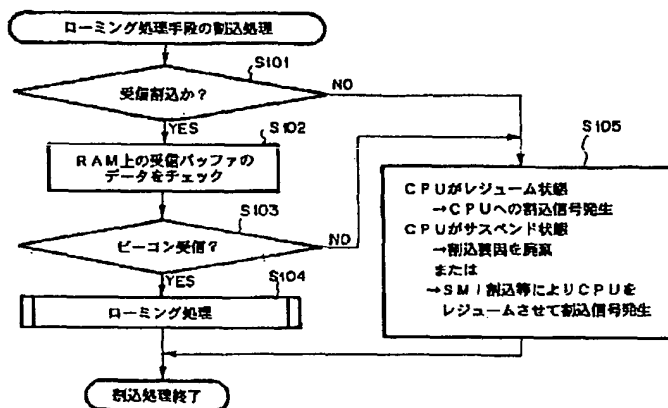 ローミング処理手段の割込処理
S101
受信割込か？
NO
YES
S102
RAM上の受信バッファの
データをチェック
S103
ビーコン受信？
NO
YES
S104
ローミング処理
割込処理終了
S105
CPUがレジューム状態
→CPUへの割込信号発生
CPUがサスペンド状態
→割込要因を廃棄
または
→SMI割込等によりCPUを
レジュームさせて割込信号発生